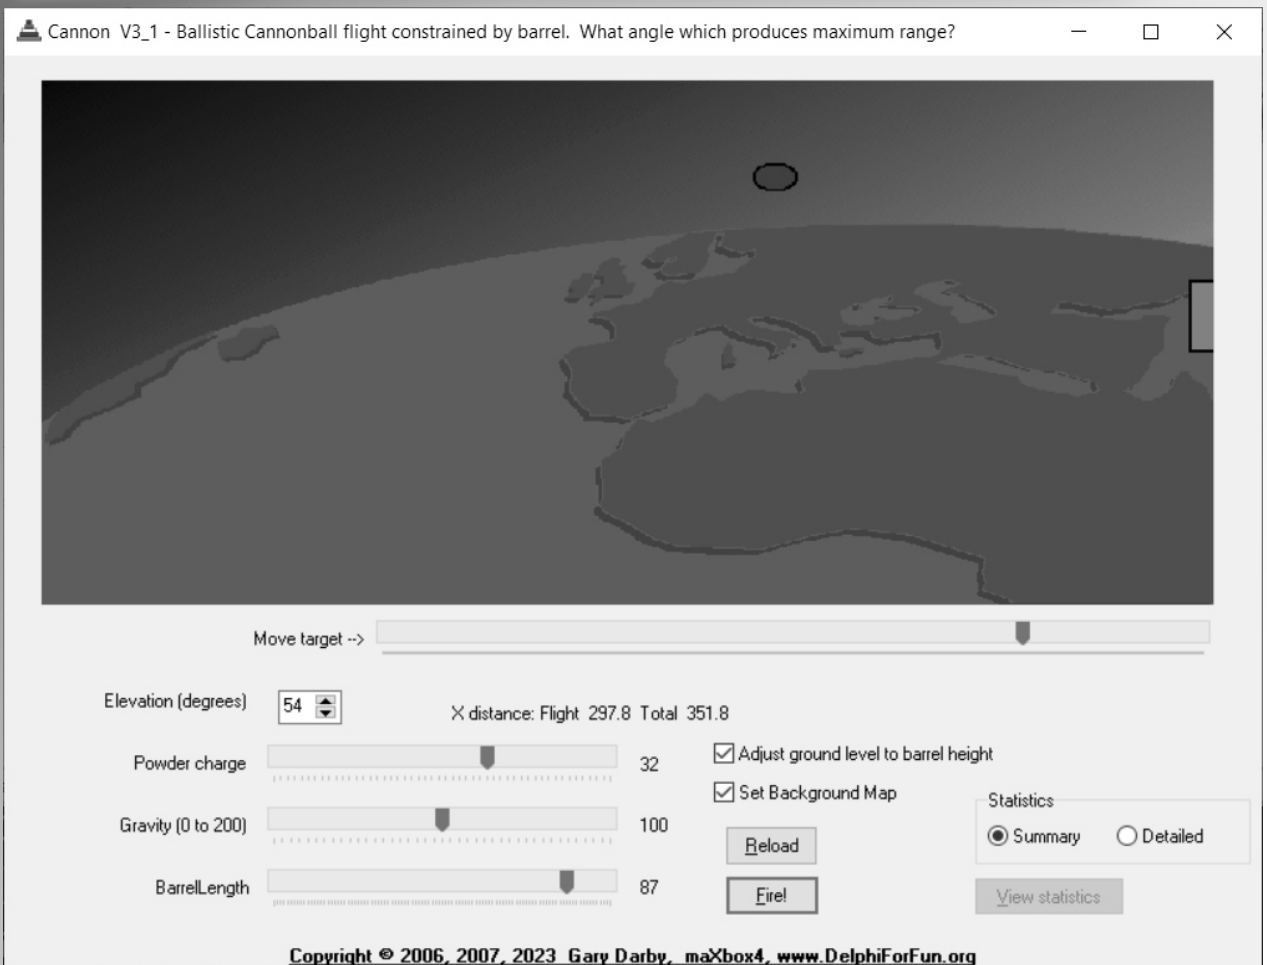 Cannon V3_1 - Ballistic Cannonball flight constrained by barrel. What angle which produces maximum range?
Move target -->
Elevation (degrees) 54
X distance: Flight 297.8 Total 351.8
Powder charge 32
Adjust ground level to barrel height
Set Background Map
Gravity (0 to 200) 100
Statistics
Summary Detailed
Reload
BarrelLength 87
Fire!
View statistics
Copyright © 2006, 2007, 2023 Gary Darby, maXbox4, www.DelphiForFun.org